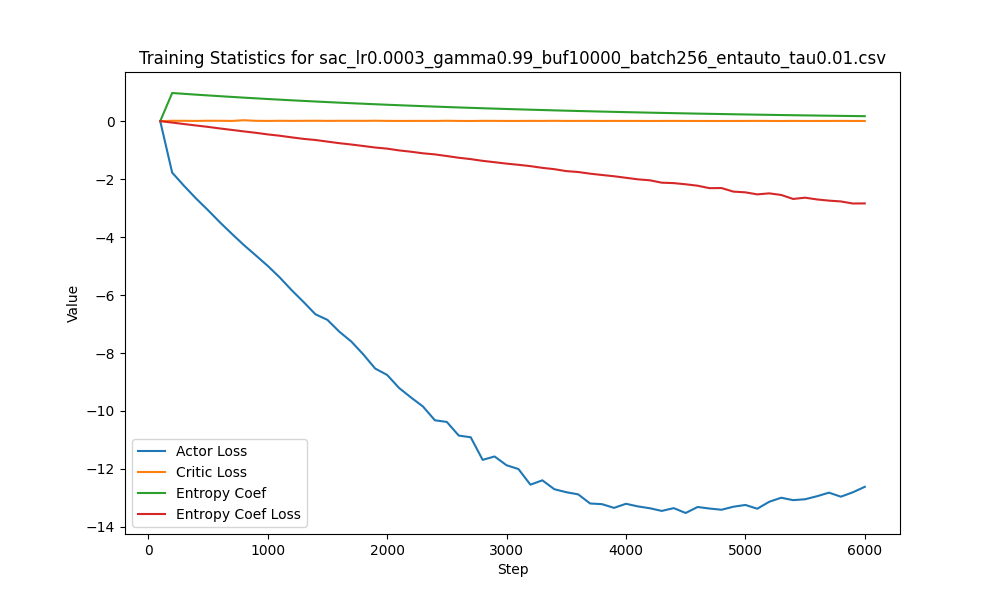 Training Statistics for sac_lr0.0003_gamma0.99_buf10000_batch256_entauto_tau0.01.csv
0
−2
−4
−6
−8
−10
−12
−14
Value
Actor Loss
Critic Loss
Entropy Coef
Entropy Coef Loss
0 1000 2000 3000 4000 5000 6000
Step